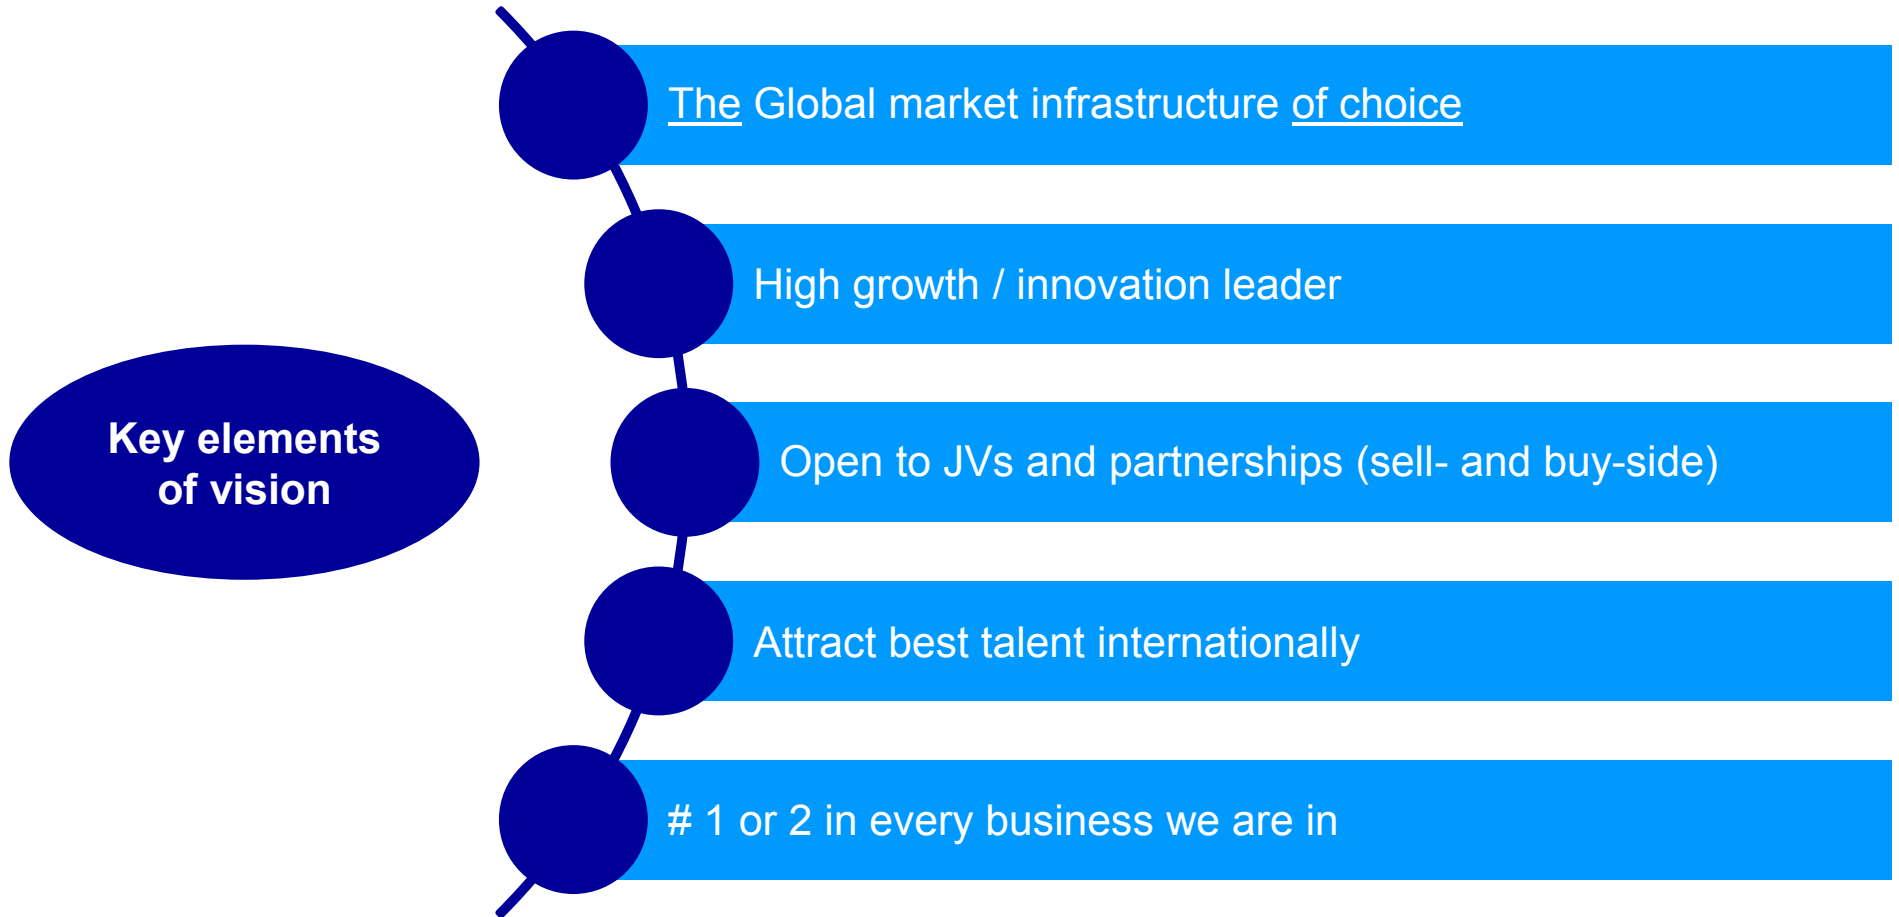 The Global market infrastructure of choice
High growth / innovation leader
Key elements
of vision
Open to JVs and partnerships (sell- and buy-side)
Attract best talent internationally
# 1 or 2 in every business we are in